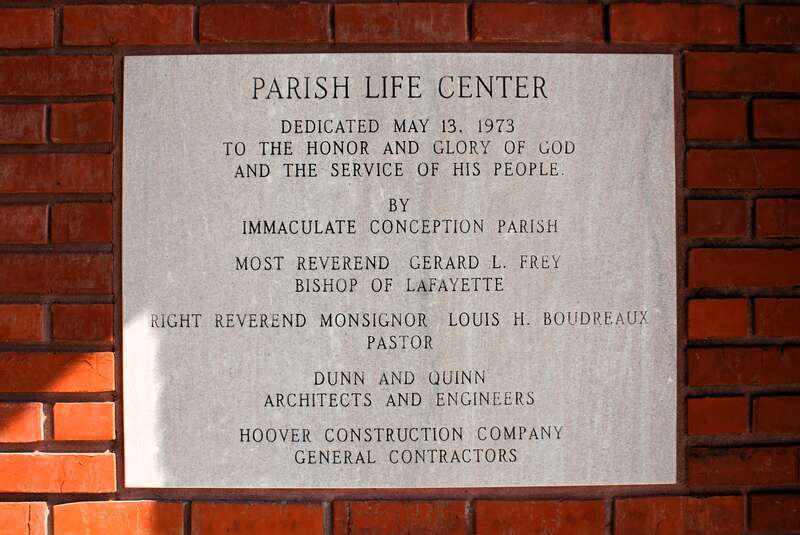 PARISH LIFE CENTER
DEDICATED MAY 13, 1973
TO THE HONOR AND GLORY OF GOD
AND THE SERVICE OF HIS PEOPLE.
BY
IMMACULATE CONCEPTION PARISH
MOST REVEREND GERARD L. FREY
BISHOP OF LAFAYETTE
RIGHT REVEREND MONSIGNOR LOUIS H. BOUDREAUX
PASTOR
DUNN AND QUINN
ARCHITECTS AND ENGINEERS
HOOVER CONSTRUCTION COMPANY
GENERAL CONTRACTORS